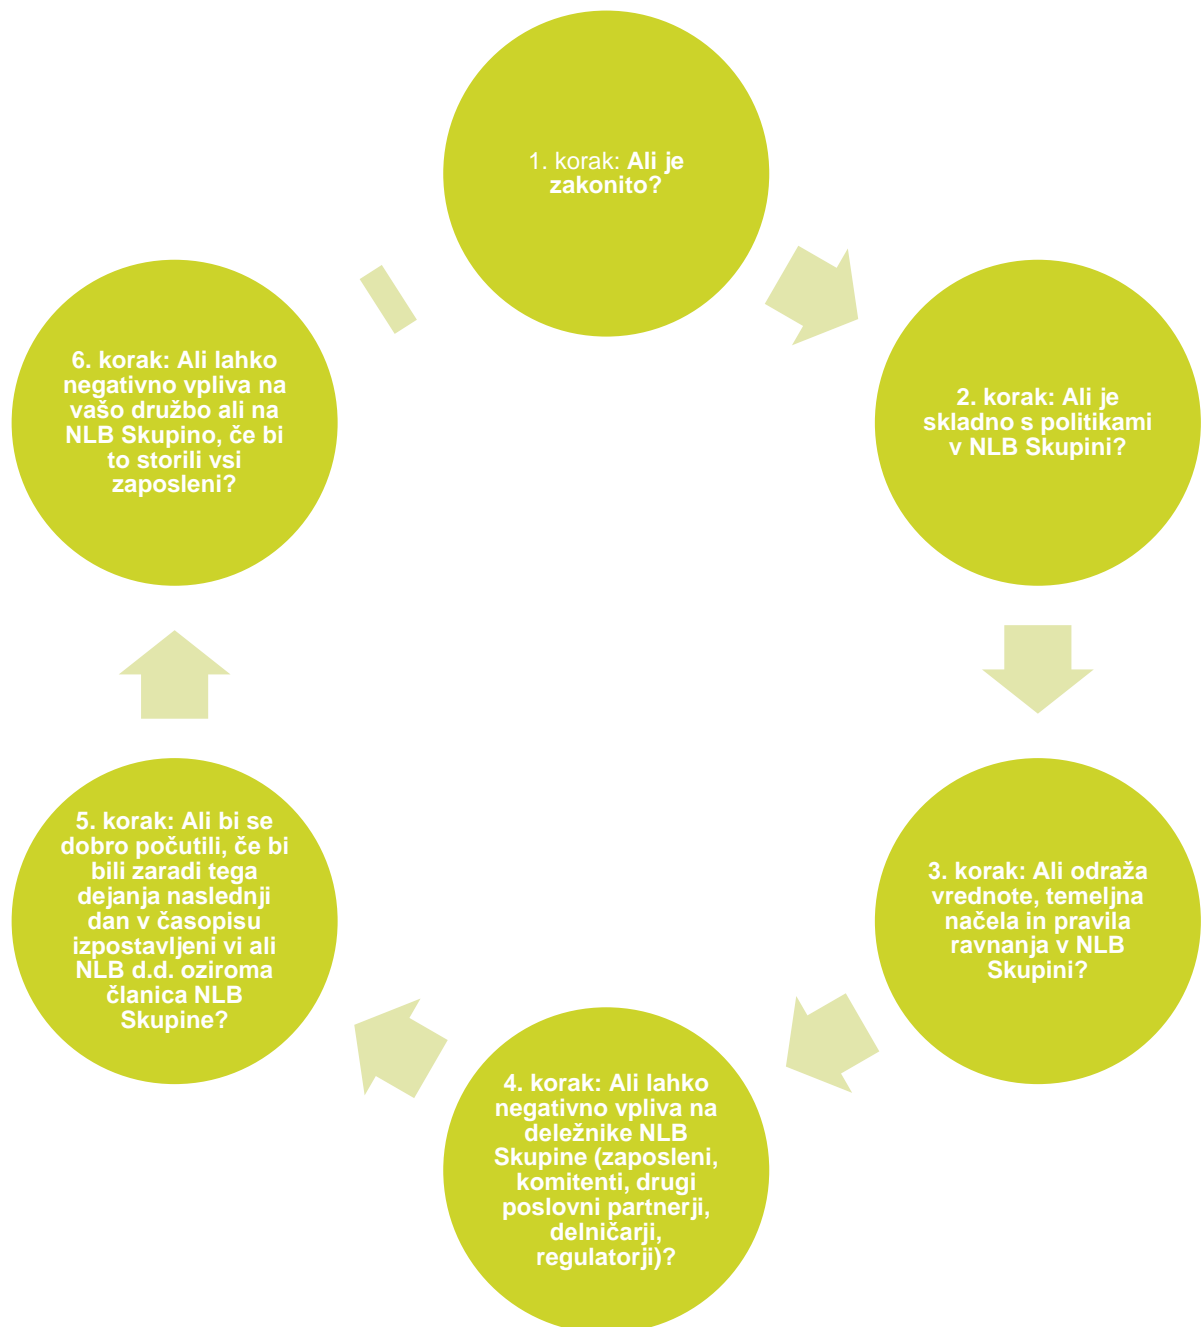 1. korak: Ali je
zakonito?
2. korak: Ali je
skladno s politikami
v NLB Skupini?
3. korak: Ali odraža
vrednote, temeljna
načela in pravila
ravnanja v NLB
Skupini?
4. korak: Ali lahko
negativno vpliva na
deležnike NLB
Skupine (zaposleni,
komitenti, drugi
poslovni partnerji,
delničarji,
regulatorji)?
5. korak: Ali bi se
dobro počutili, če bi
bili zaradi tega
dejanja naslednji
dan v časopisu
izpostavljeni vi ali
NLB d.d. oziroma
članica NLB
Skupine?
6. korak: Ali lahko
negativno vpliva na
vašo družbo ali na
NLB Skupino, če bi
to storili vsi
zaposleni?